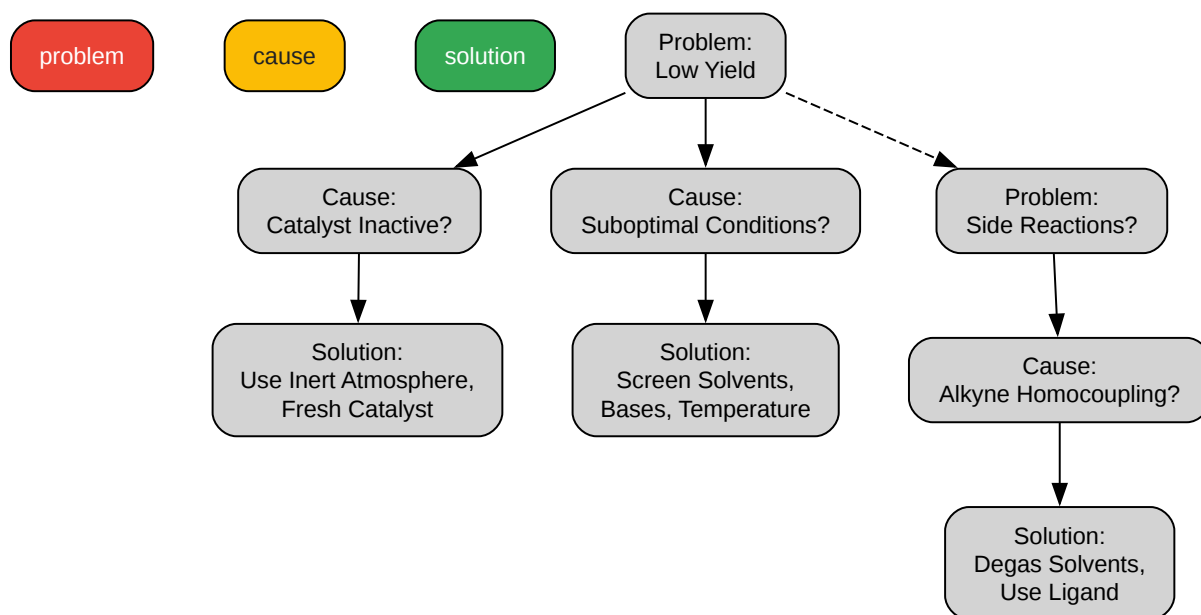 problem
cause
solution
Problem:
Low Yield
Cause:
Catalyst Inactive?
Cause:
Suboptimal Conditions?
Problem:
Side Reactions?
Solution:
Use Inert Atmosphere,
Fresh Catalyst
Solution:
Screen Solvents,
Bases, Temperature
Cause:
Alkyne Homocoupling?
Solution:
Degas Solvents,
Use Ligand